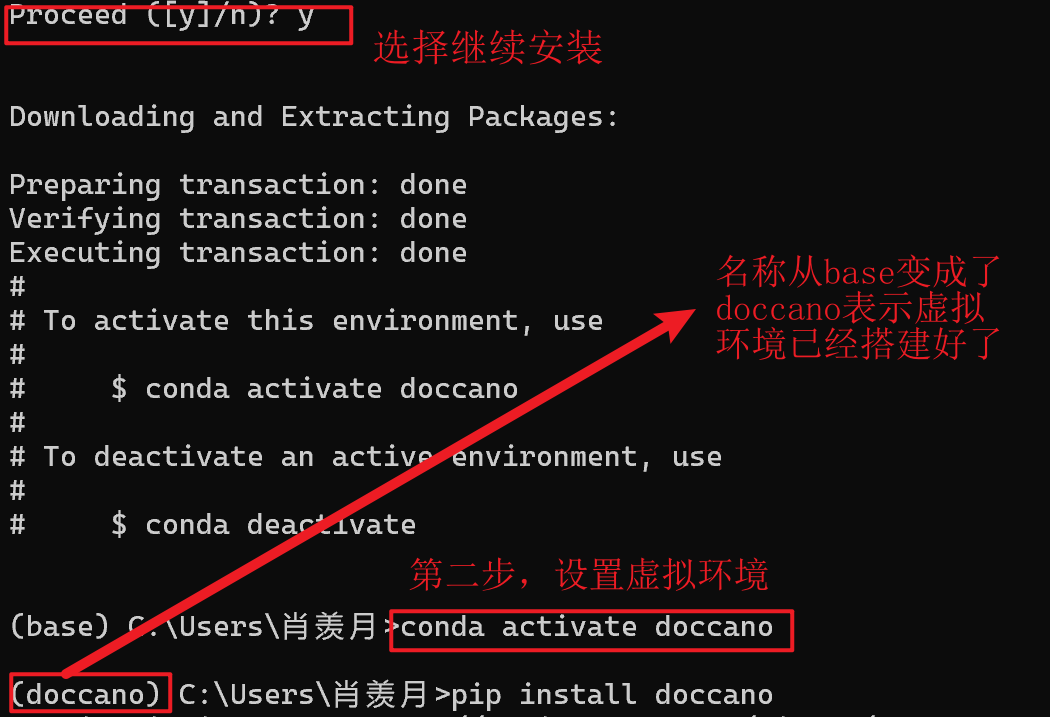 Proceed ([y]/n)? y
选择继续安装
Downloading and Extracting Packages:
Preparing transaction: done
Verifying transaction: done
Executing transaction: done
#
# To activate this environment, use
#
#     $ conda activate doccano
#
# To deactivate an active environment, use
#
#     $ conda deactivate
名称从base变成了
doccano表示虚拟
环境已经搭建好了
第二步，设置虚拟环境
(base) C:\Users\肖羡月>conda activate doccano
(doccano) C:\Users\肖羡月>pip install doccano